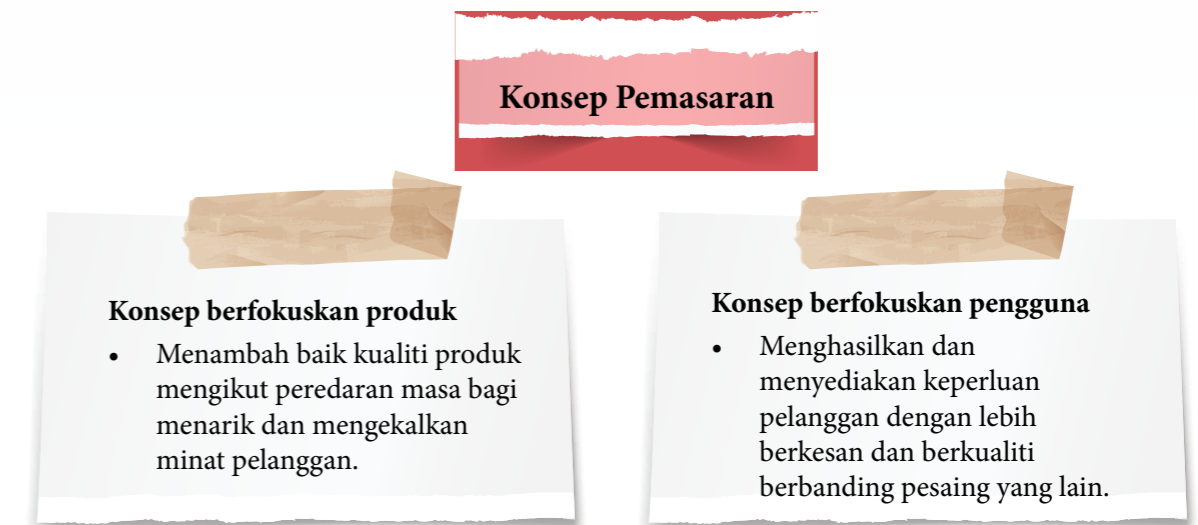 Konsep Pemasaran
Konsep berfokuskan produk
• Menambah baik kualiti produk
mengikut peredaran masa bagi
menarik dan mengekalkan
minat pelanggan.
Konsep berfokuskan pengguna
• Menghasilkan dan
menyediakan keperluan
pelanggan dengan lebih
berkesan dan berkualiti
berbanding pesaing yang lain.